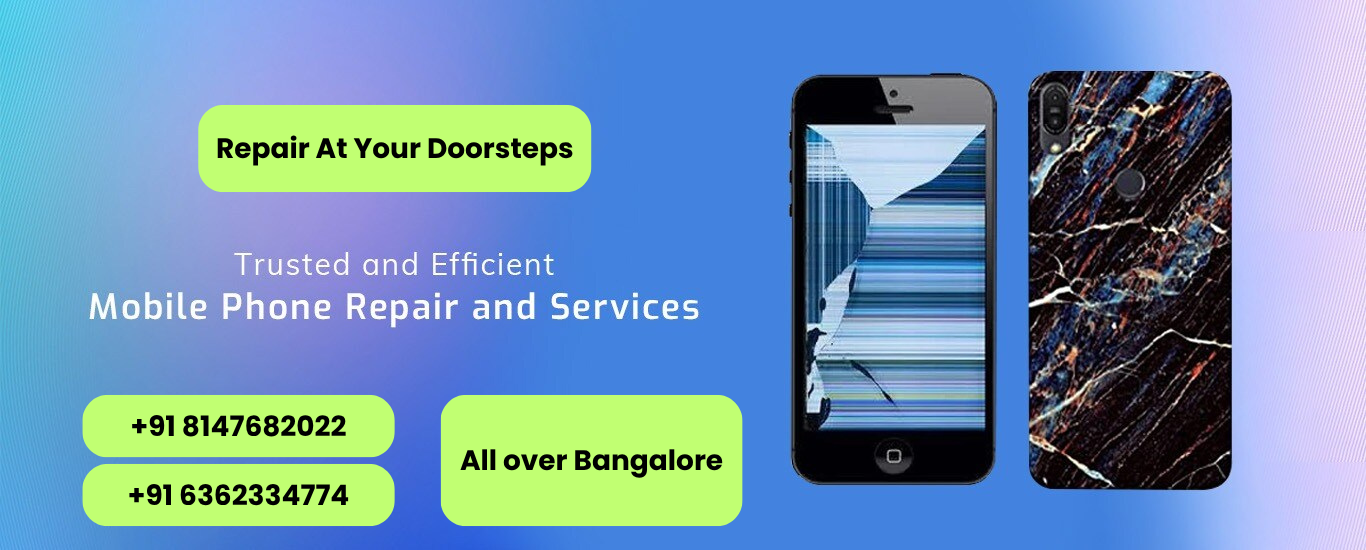 Repair At Your Doorsteps
Trusted and Efficient
Mobile Phone Repair and Services
+91 8147682022
+91 6362334774
All over Bangalore